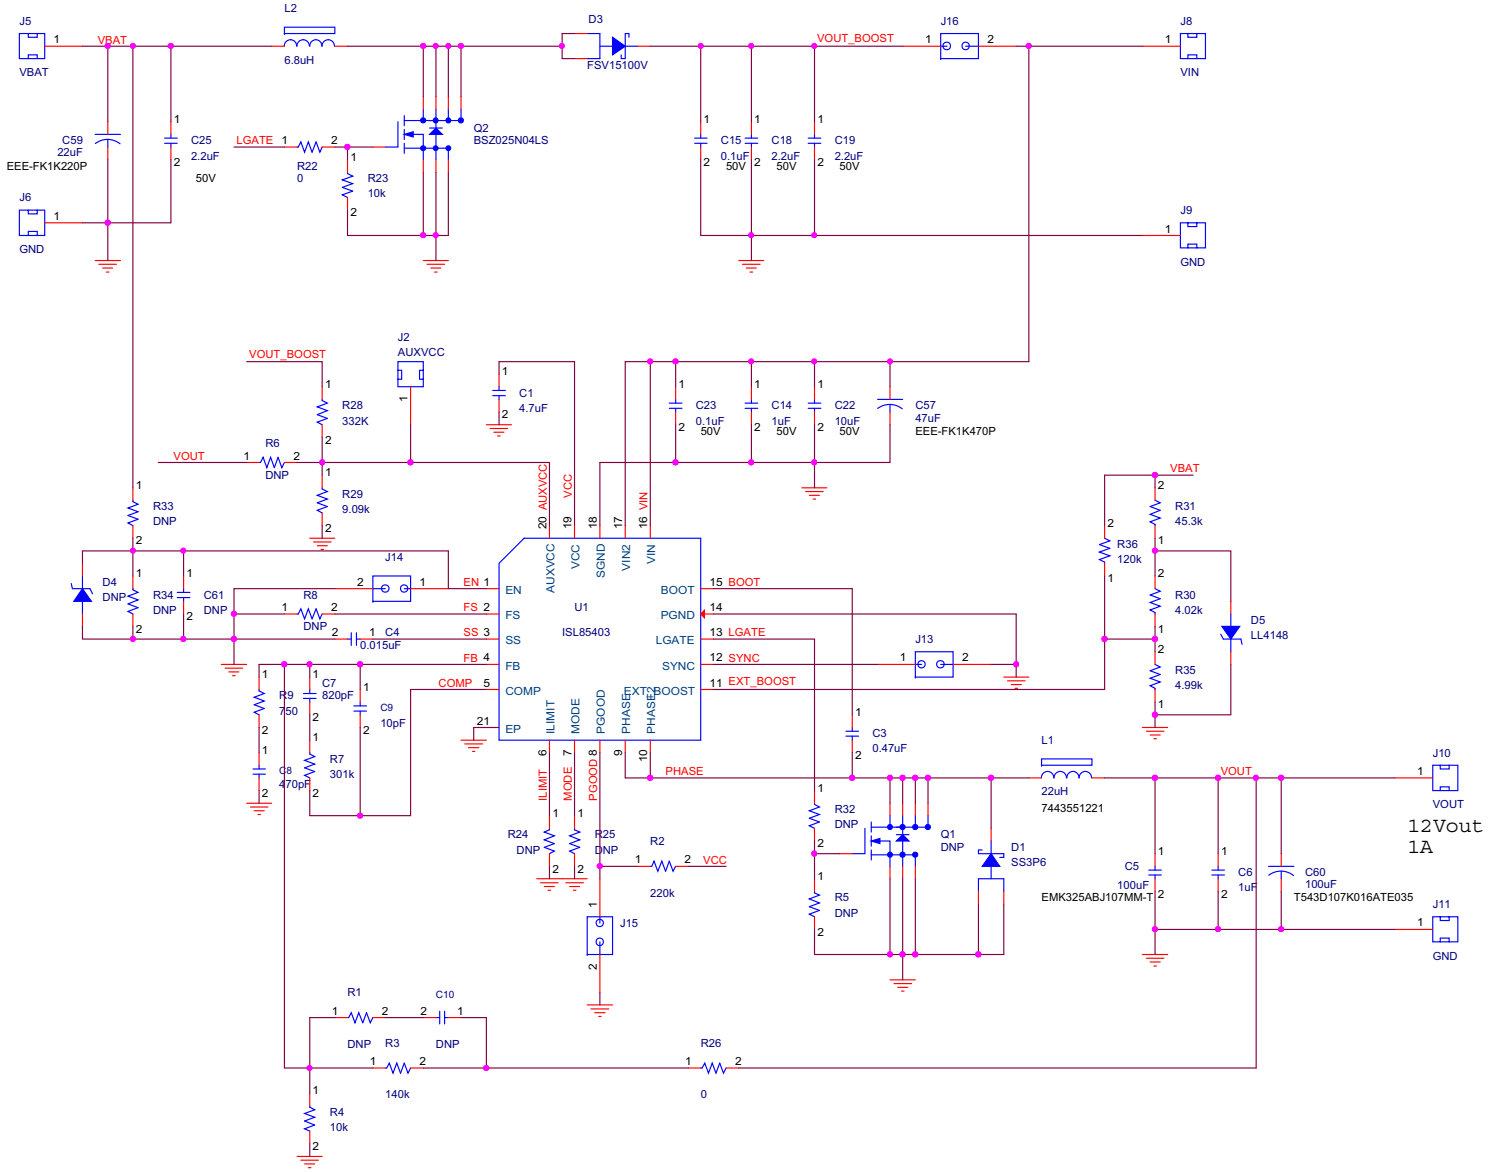 J5
1
VBAT
VBAT
L2
6.8uH
D3
FSV15100V
VOUT_BOOST
J16
1
2
J8
1
VIN
C59
22uF
EEE-FK1K220P
1
C25
2.2uF
2
50V
LGATE
1
2
R22
0
1
R23
10k
2
Q2
BSZ025N04LS
1
C15
0.1uF
2
50V
1
C18
2.2uF
2
50V
1
C19
2.2uF
2
50V
J6
1
GND
J9
1
GND
VOUT_BOOST
1
R28
332K
2
J2
AUXVCC
1
1
C1
4.7uF
2
1
C23
0.1uF
2
50V
1
C14
1uF
2
50V
1
C22
10uF
2
50V
C57
47uF
EEE-FK1K470P
VOUT
1
R6
2
DNP
1
R29
9.09k
2
AUXVCC
VCC
VIN
20
19
18
17
16
VBAT
2
R31
45.3k
1
2
R36
120k
1
2
R30
4.02k
1
D5
LL4148
2
R35
4.99k
1
1
R33
DNP
2
D4
DNP
1
R34
DNP
2
1
C61
DNP
2
J14
2
1
R8
1
2
DNP
2
1
C4
0.015uF
EN
1
FS
2
SS
3
FB
4
COMP
5
21
AUXVCC
VCC
SGND
VIN2
VIN
EN
FS
SS
FB
COMP
EP
U1
ISL85403
BOOT
PGND
LGATE
SYNC
EXT_BOOST
ILIMIT
MODE
PGOOD
PHASE
PHASE2
15
BOOT
14
13
LGATE
12
SYNC
11
EXT_BOOST
J13
1
2
1
R9
750
2
1
C7
820pF
2
1
C9
10pF
2
1
C8
470pF
2
1
R7
301k
2
6
7
8
9
10
ILIMIT
MODE
PGOOD
PHASE
1
R24
DNP
2
1
R25
DNP
2
R2
1
2
VCC
220k
1
J15
2
1
C3
0.47uF
2
1
R32
DNP
2
1
R5
DNP
2
Q1
DNP
D1
SS3P6
L1
22uH
7443551221
VOUT
J10
1
VOUT
12Vout
1A
1
C5
100uF
2
EMK325ABJ107MM-T
1
C6
1uF
2
C60
100uF
T543D107K016ATE035
J11
1
GND
R1
1
2
DNP
C10
2
1
DNP
R3
1
2
140k
R26
1
2
0
1
R4
10k
2